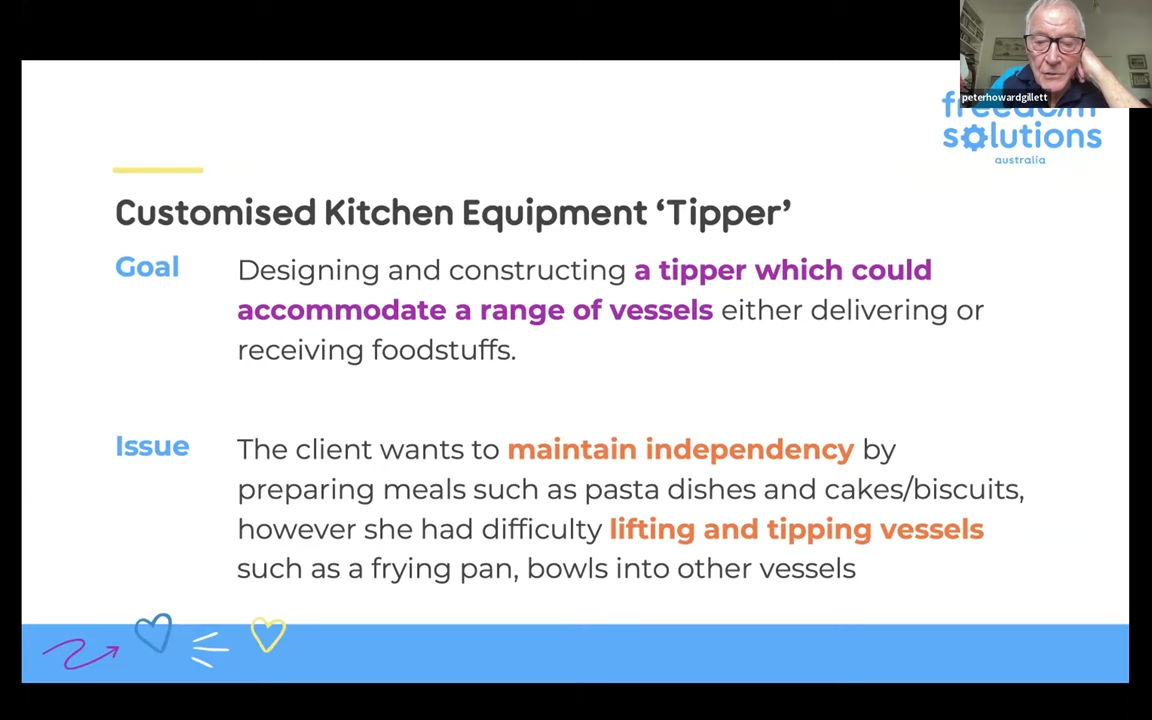 peterhowardgillett
freedom
solutions
australia
Customised Kitchen Equipment ‘Tipper’
Goal
Designing and constructing a tipper which could
accommodate a range of vessels either delivering or
receiving foodstuffs.
Issue
The client wants to maintain independency by
preparing meals such as pasta dishes and cakes/biscuits,
however she had difficulty lifting and tipping vessels
such as a frying pan, bowls into other vessels